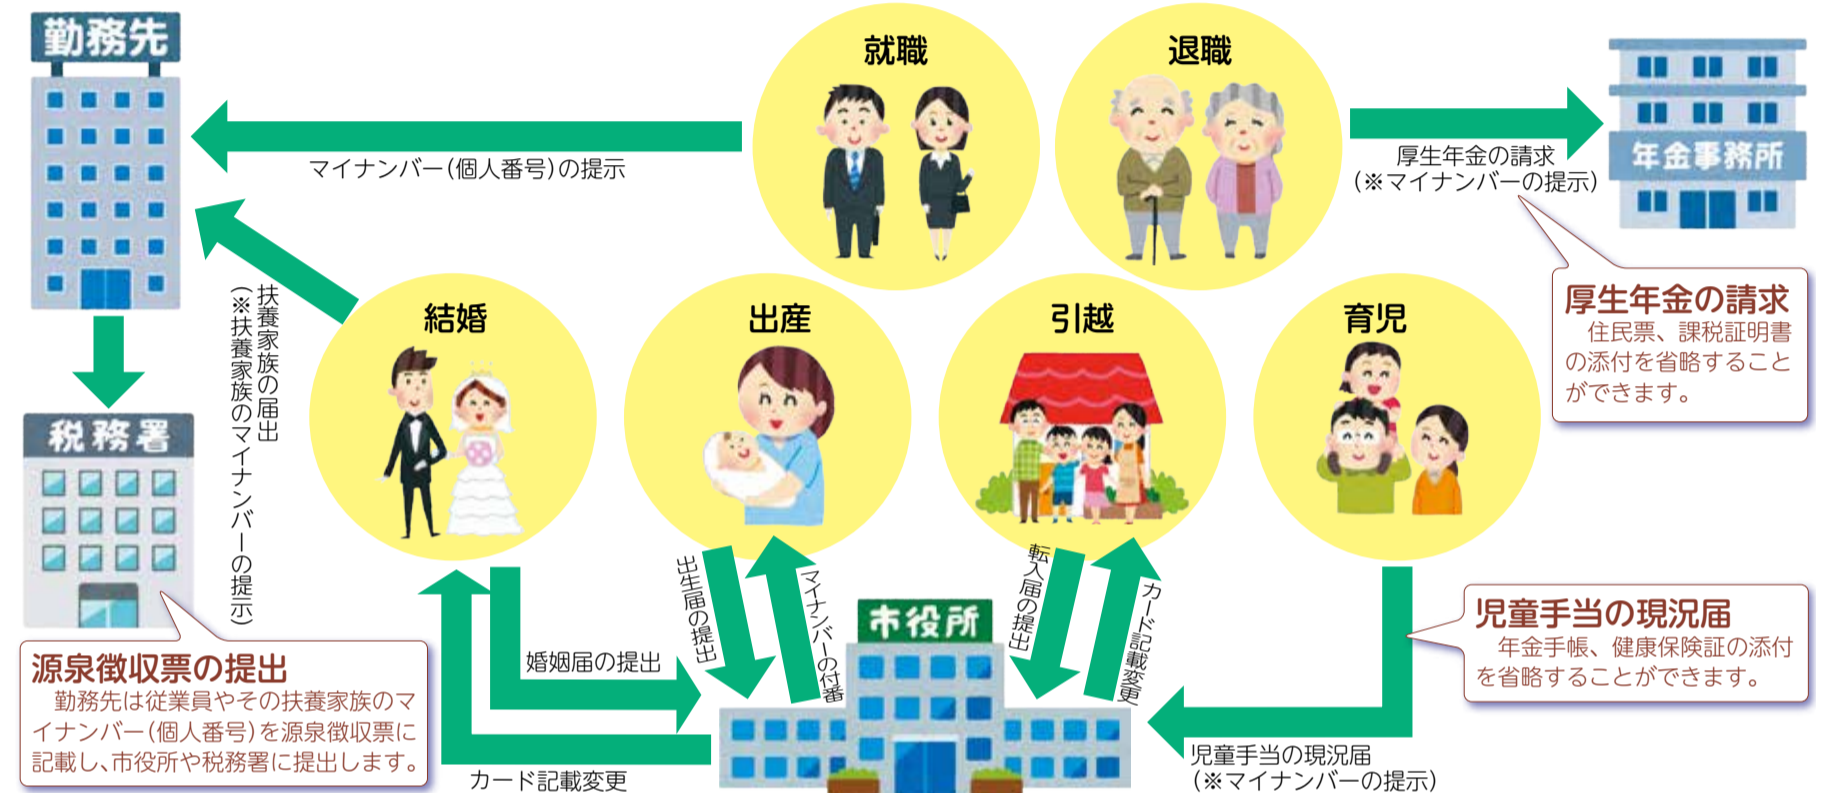 勤務先
就職
退職
年金事務所
マイナンバー（個人番号）の提示
厚生年金の請求
（※マイナンバーの提示）
厚生年金の請求
住民票、課税証明書
の添付を省略すること
ができます。
扶養家族の届出
（※扶養家族のマイナンバーの提示）
結婚
出産
引越
育児
税務署
源泉徴収票の提出
勤務先は従業員やその扶養家族のマ
イナンバー（個人番号）を源泉徴収票に
記載し、市役所や税務署に提出します。
婚姻届の提出
カード記載変更
出生届の提出
マイナンバーの付番
市役所
転入届の提出
カード記載変更
児童手当の現況届
年金手帳、健康保険証の添付
を省略することができます。
児童手当の現況届
（※マイナンバーの提示）